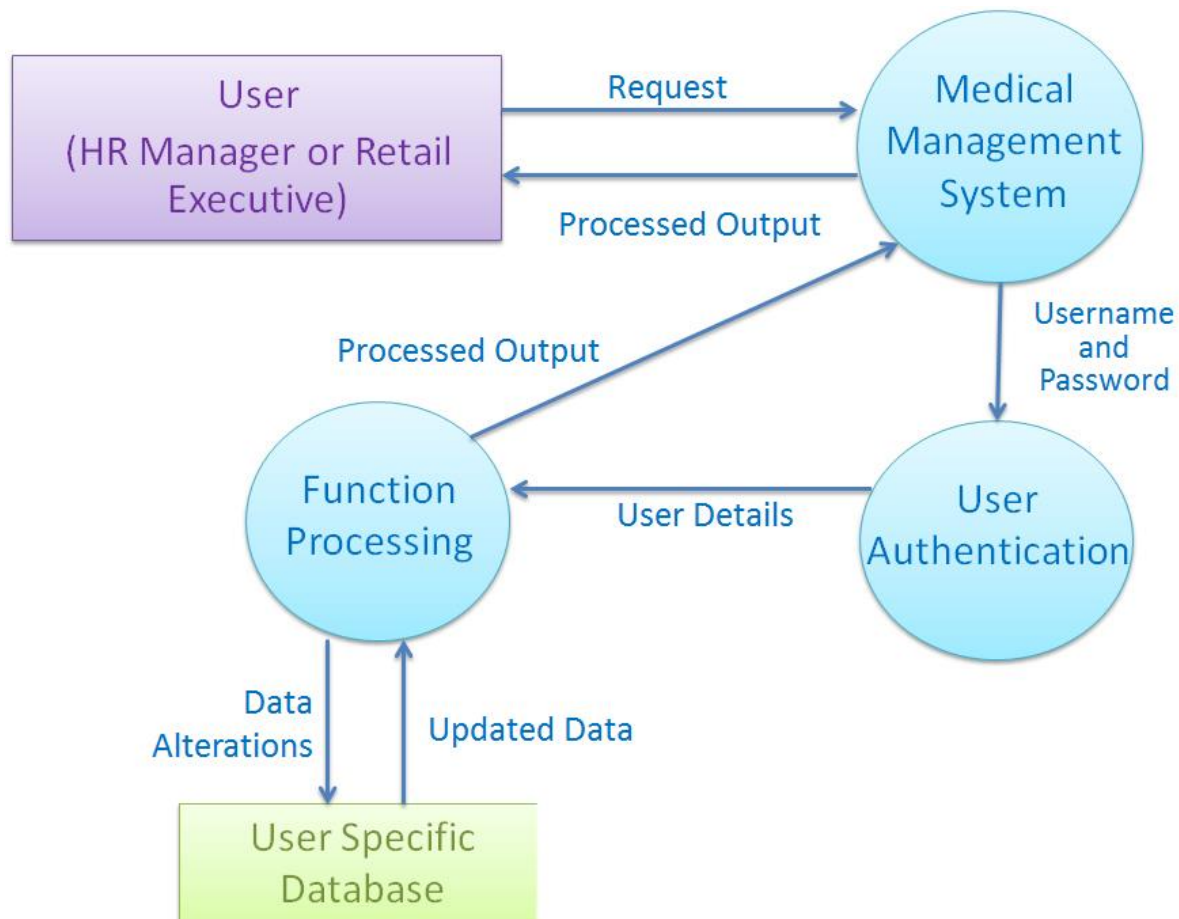 User
(HR Manager or Retail
Executive)
Request
Processed Output
Medical
Management
System
Username
and
Password
Processed Output
Function
Processing
User Details
User
Authentication
Data
Alterations
Updated Data
User Specific
Database